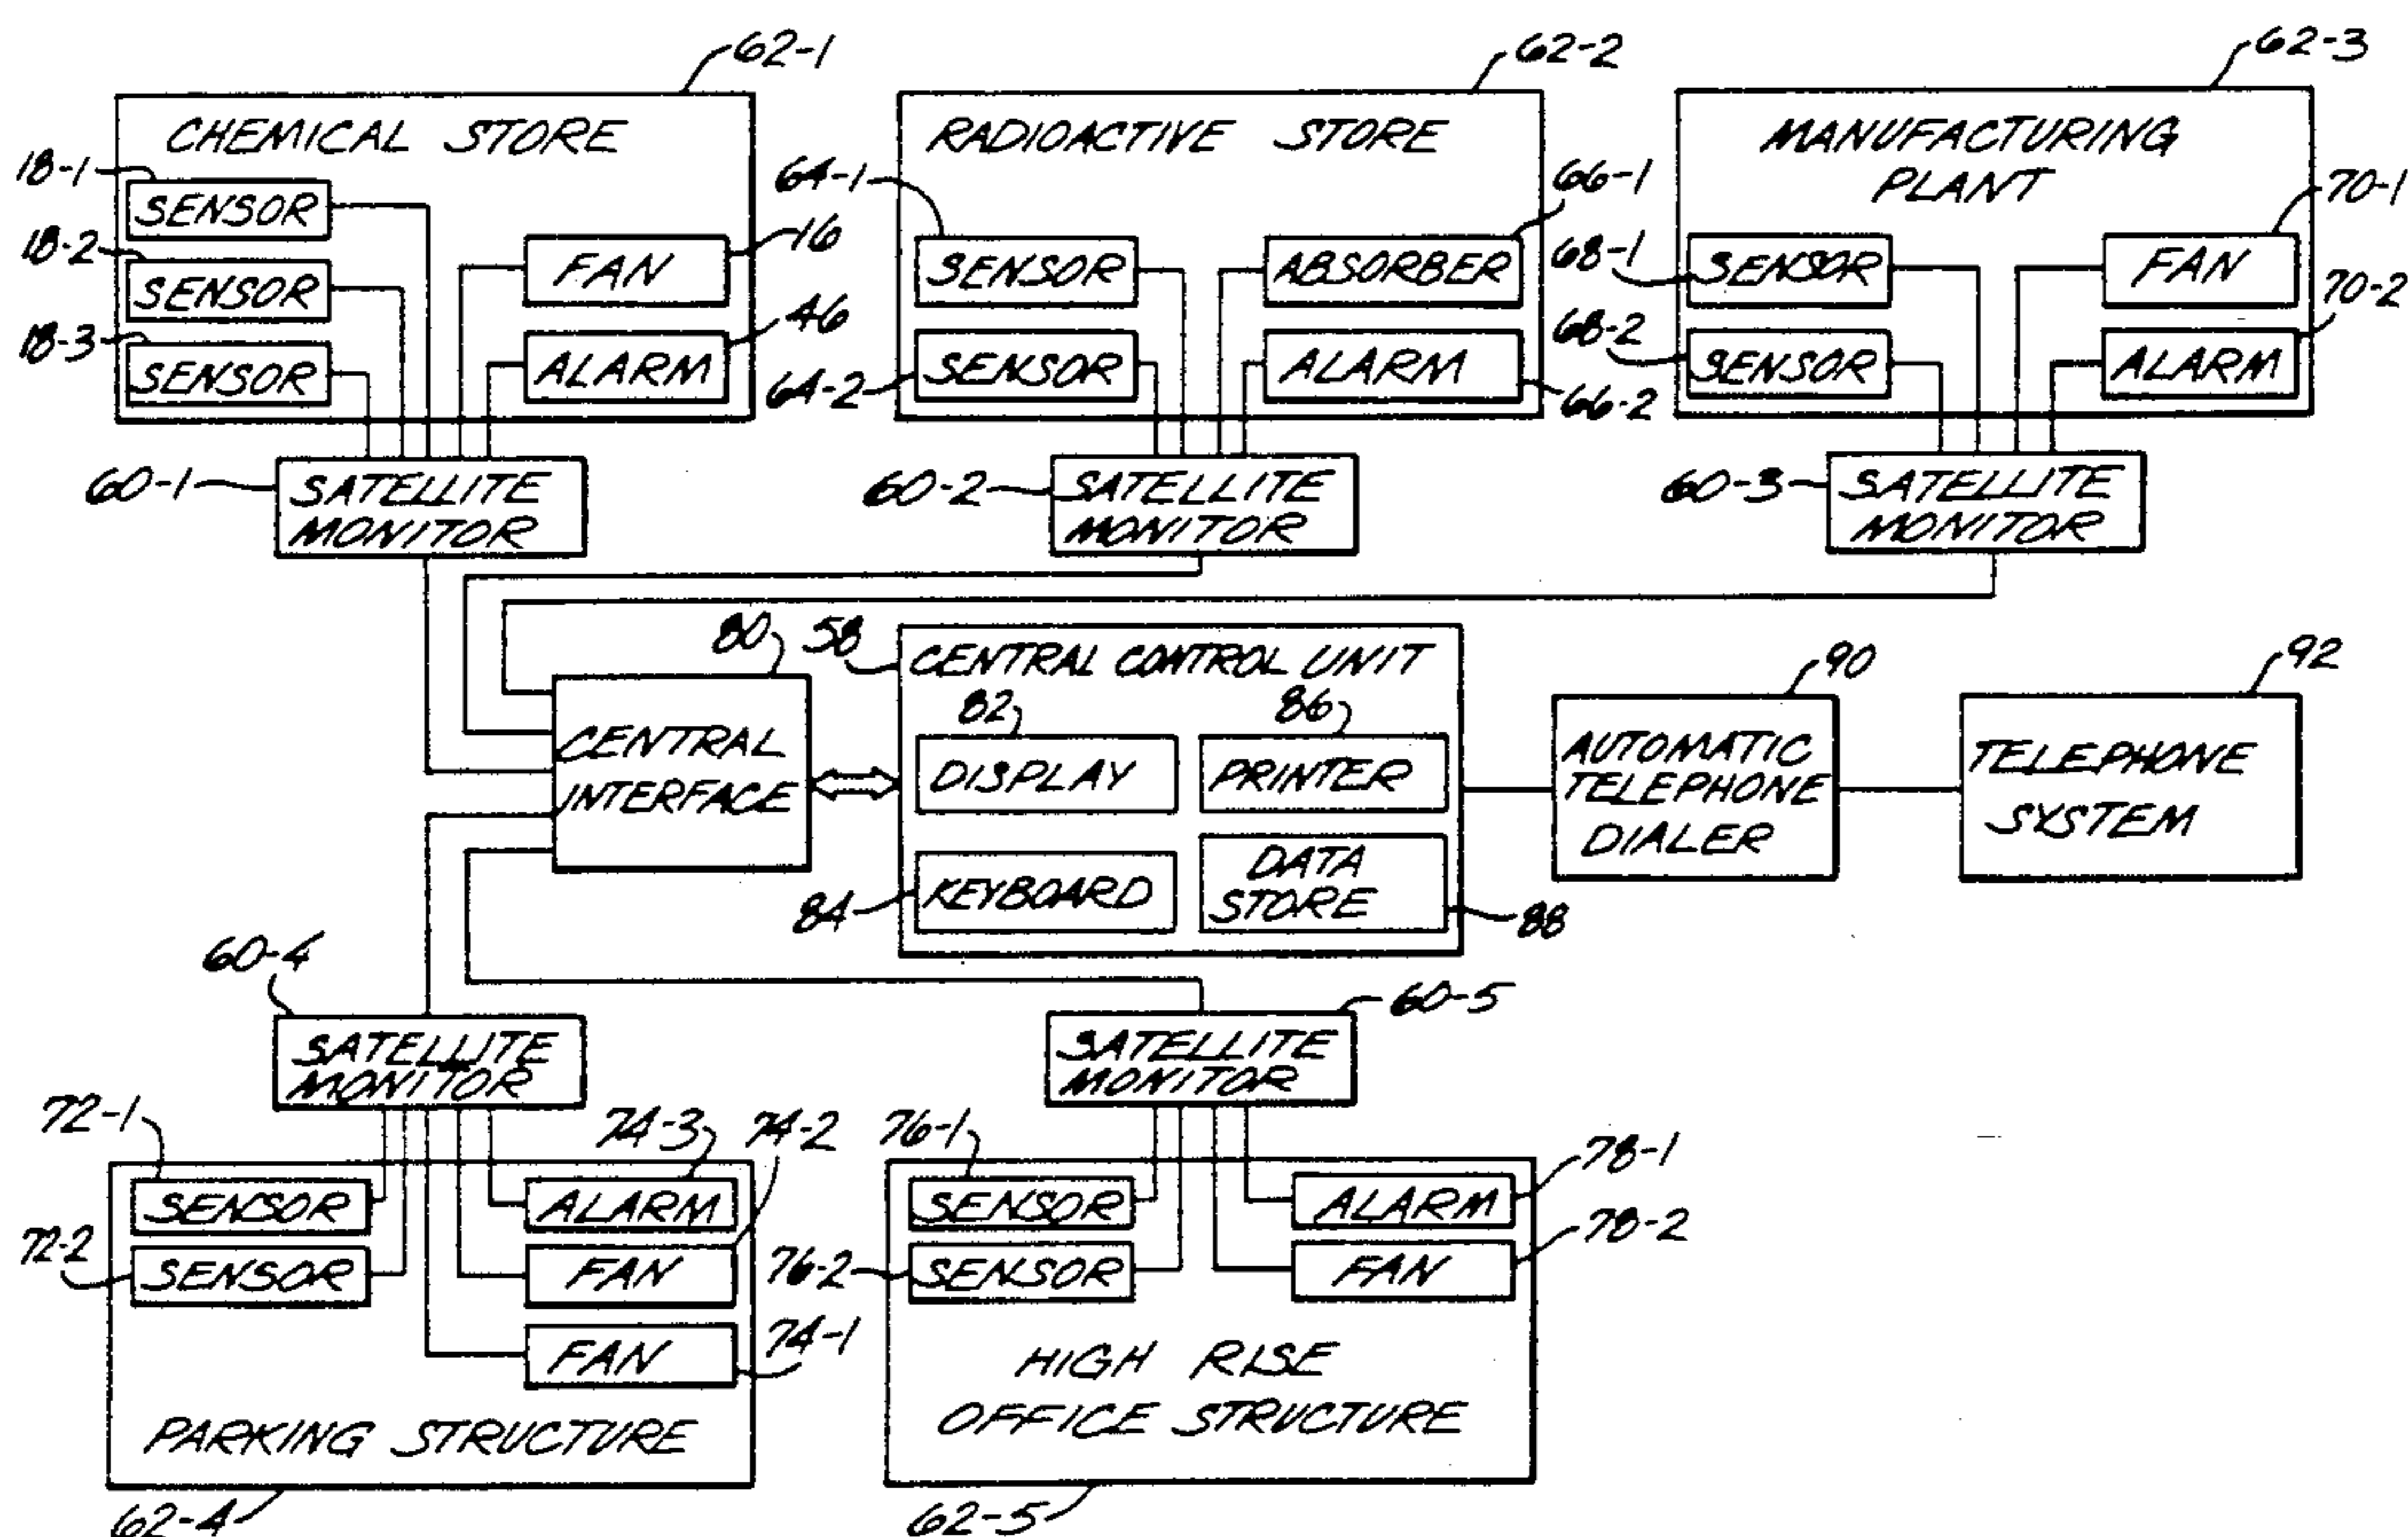 62-1
62-2
62-3
CHEMICAL STORE
RADIOACTIVE STORE
MANUFACTURING
PLANT
18-1
SENSOR
18-2
SENSOR
18-3
SENSOR
FAN
16
ALARM
46
64-1
SENSOR
64-2
SENSOR
66-1
ABSORBER
ALARM
66-2
68-1
SENSOR
68-2
SENSOR
70-1
FAN
70-2
ALARM
60-1
SATELLITE
MONITOR
60-2
SATELLITE
MONITOR
60-3
SATELLITE
MONITOR
80
CENTRAL
INTERFACE
58
CENTRAL CONTROL UNIT
82
DISPLAY
86
PRINTER
84
KEYBOARD
DATA
STORE
88
90
AUTOMATIC
TELEPHONE
DIALER
92
TELEPHONE
SYSTEM
60-4
SATELLITE
MONITOR
60-5
SATELLITE
MONITOR
72-1
SENSOR
72-2
SENSOR
74-3
ALARM
74-2
FAN
74-1
FAN
PARKING STRUCTURE
62-4
76-1
SENSOR
76-2
SENSOR
78-1
ALARM
78-2
FAN
HIGH RISE
OFFICE STRUCTURE
62-5